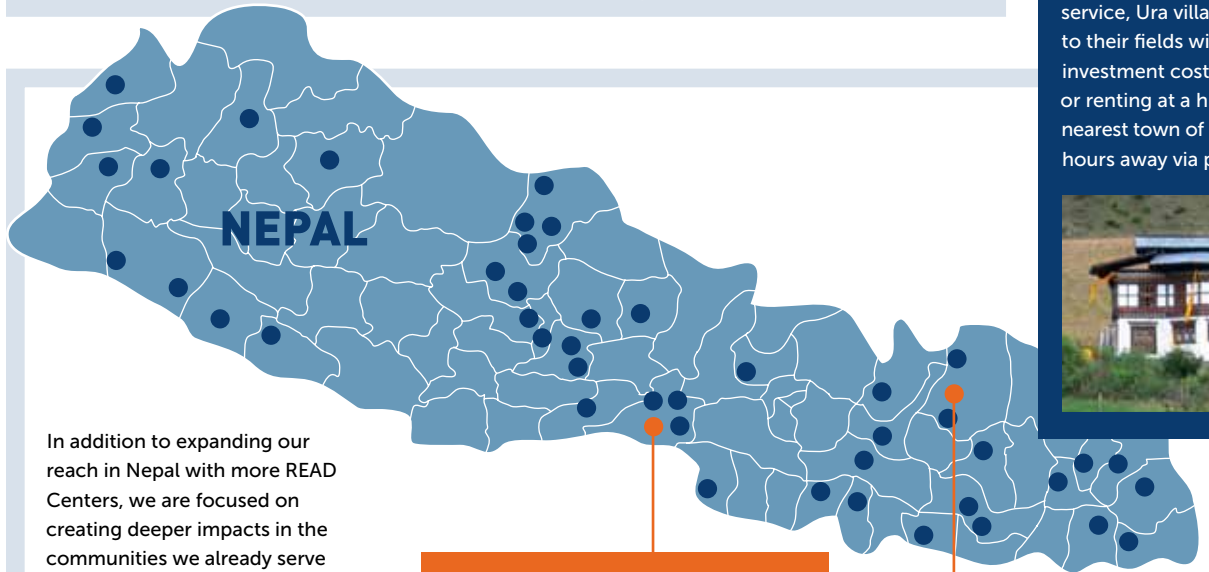 service, Ura villa
to their fields wi
investment cost
or renting at a h
nearest town of
hours away via p
NEPAL
In addition to expanding our
reach in Nepal with more READ
Centers, we are focused on
creating deeper impacts in the
communities we already serve